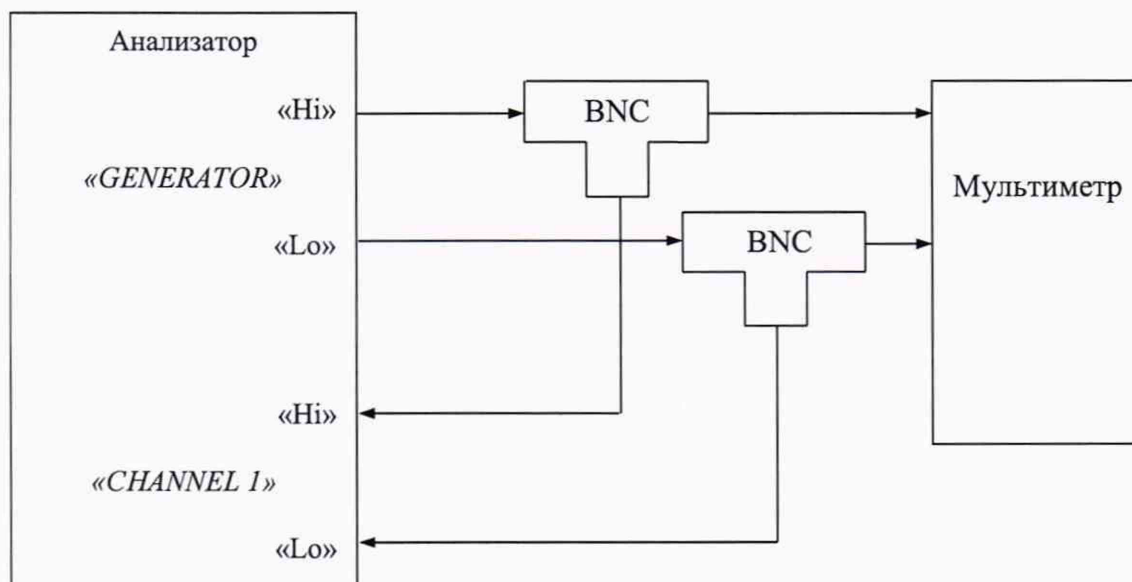 Анализатор
«Hi»
BNC
«GENERATOR»
Мультиметр
«Lo»
BNC
«Hi»
«CHANNEL 1»
«Lo»